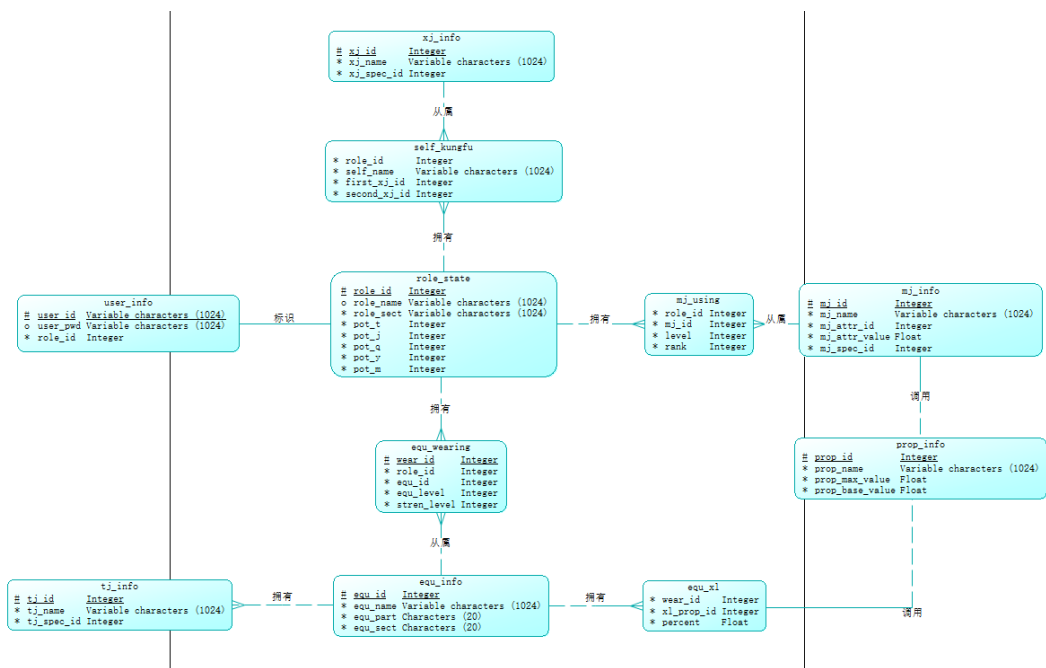 xj_info
# xj_id Integer
* xj_name Variable characters (1024)
* xj_spec_id Integer
从属
self_kungfu
* role_id Integer
* self_name Variable characters (1024)
* first_xj_id Integer
* second_xj_id Integer
拥有
user_info
# user_id Variable characters (1024)
o user_pwd Variable characters (1024)
* role_id Integer
标识
role_state
# role_id Integer
o role_name Variable characters (1024)
* role_sect Variable characters (1024)
* pot_t Integer
* pot_j Integer
* pot_q Integer
* pot_y Integer
* pot_m Integer
拥有
mj_using
* role_id Integer
* mj_id Integer
* level Integer
* rank Integer
从属
mj_info
# mj_id Integer
* mj_name Variable characters (1024)
* mj_attr_id Integer
* mj_attr_value Float
* mj_spec_id Integer
拥有
调用
equ_wearing
# wear_id Integer
* role_id Integer
* equ_id Integer
* equ_level Integer
* stren_level Integer
prop_info
# prop_id Integer
* prop_name Variable characters (1024)
* prop_max_value Float
* prop_base_value Float
从属
tj_info
# tj_id Integer
* tj_name Variable characters (1024)
* tj_spec_id Integer
拥有
equ_info
# equ_id Integer
* equ_name Variable characters (1024)
* equ_part Characters (20)
* equ_sect Characters (20)
拥有
equ_xl
* wear_id Integer
* xl_prop_id Integer
* percent Float
调用